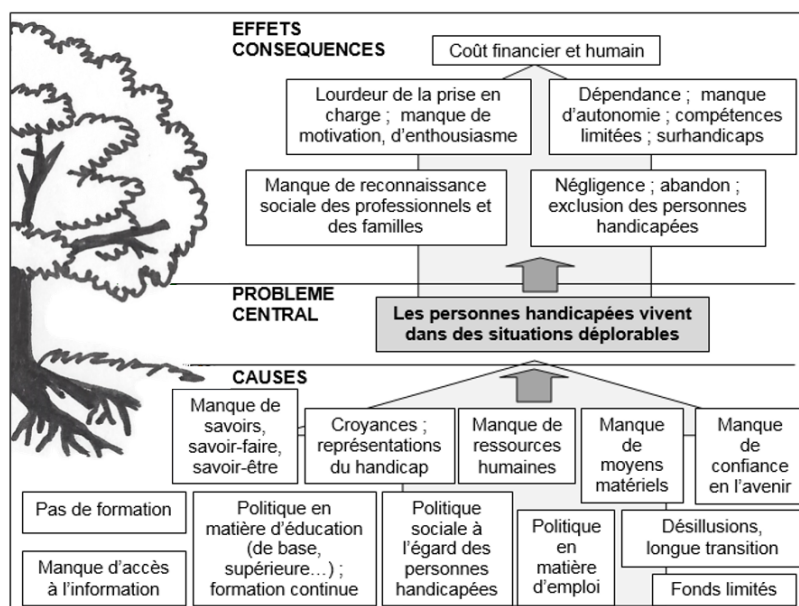 EFFETS
CONSEQUENCES
Coût financier et humain
Lourdeur de la prise en
charge ; manque de
motivation, d'enthousiasme
Dépendance ; manque
d'autonomie ; compétences
limitées ; surhandicaps
Manque de reconnaissance
sociale des professionnels et
des familles
Négligence ; abandon ;
exclusion des personnes
handicapées
PROBLEME
CENTRAL
Les personnes handicapées vivent
dans des situations déplorables
CAUSES
Manque de
savoirs,
savoir-faire,
savoir-être
Croyances ;
représentations
du handicap
Manque de
ressources
humaines
Manque
de
moyens
matériels
Manque
de
confiance
en l'avenir
Pas de formation
Manque d'accès
à l'information
Politique en
matière d'éducation
(de base,
supérieure…) ;
formation continue
Politique
sociale à
l'égard des
personnes
handicapées
Politique
en
matière
d'emploi
Désillusions,
longue transition
Fonds limités